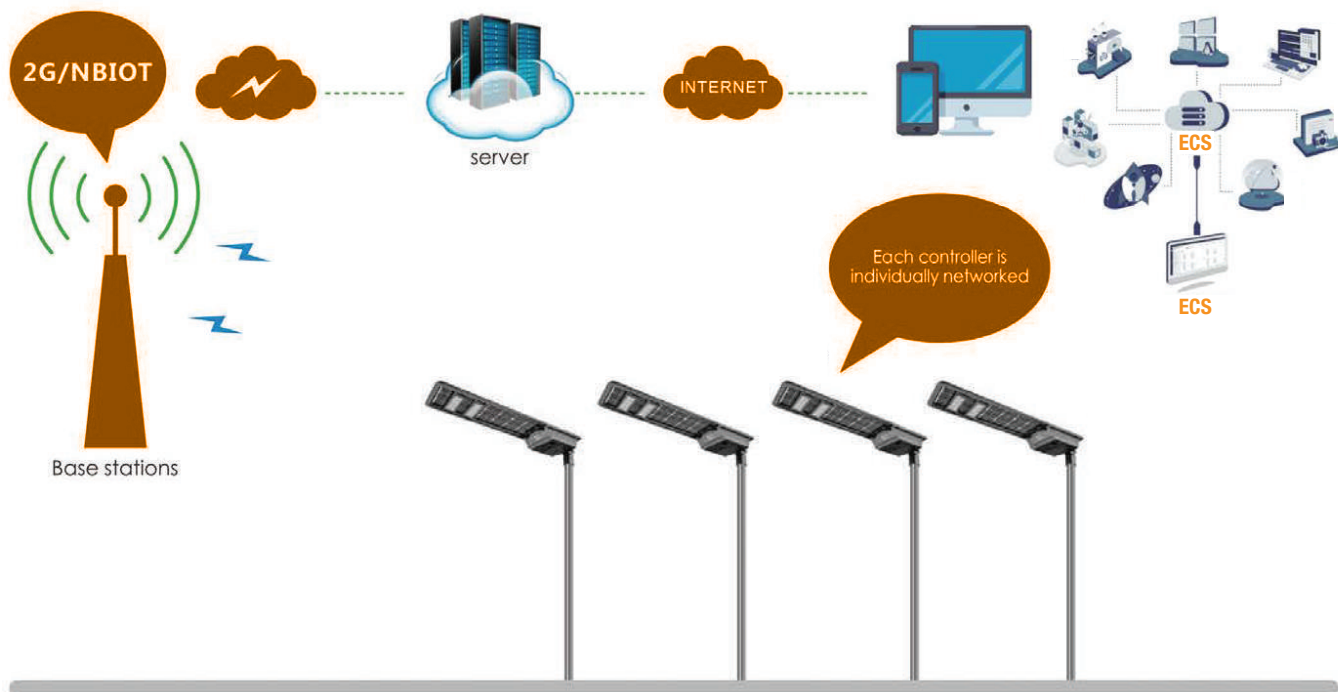 2G/NBIOT
INTERNET
server
ECS
Each controller is
individually networked
ECS
Base stations